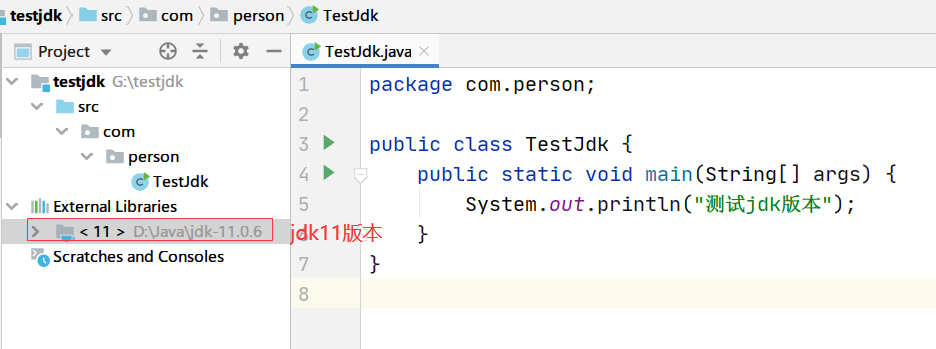 testjdk src com person TestJdk
Project
TestJdk.java
testjdk G:\testjdk
src
com
person
TestJdk
External Libraries
< 11 > D:\Java\jdk-11.0.6
jdk11版本
Scratches and Consoles
1 package com.person;
2
3 public class TestJdk {
4 public static void main(String[] args) {
5 System.out.println("测试jdk版本");
6 }
7 }
8